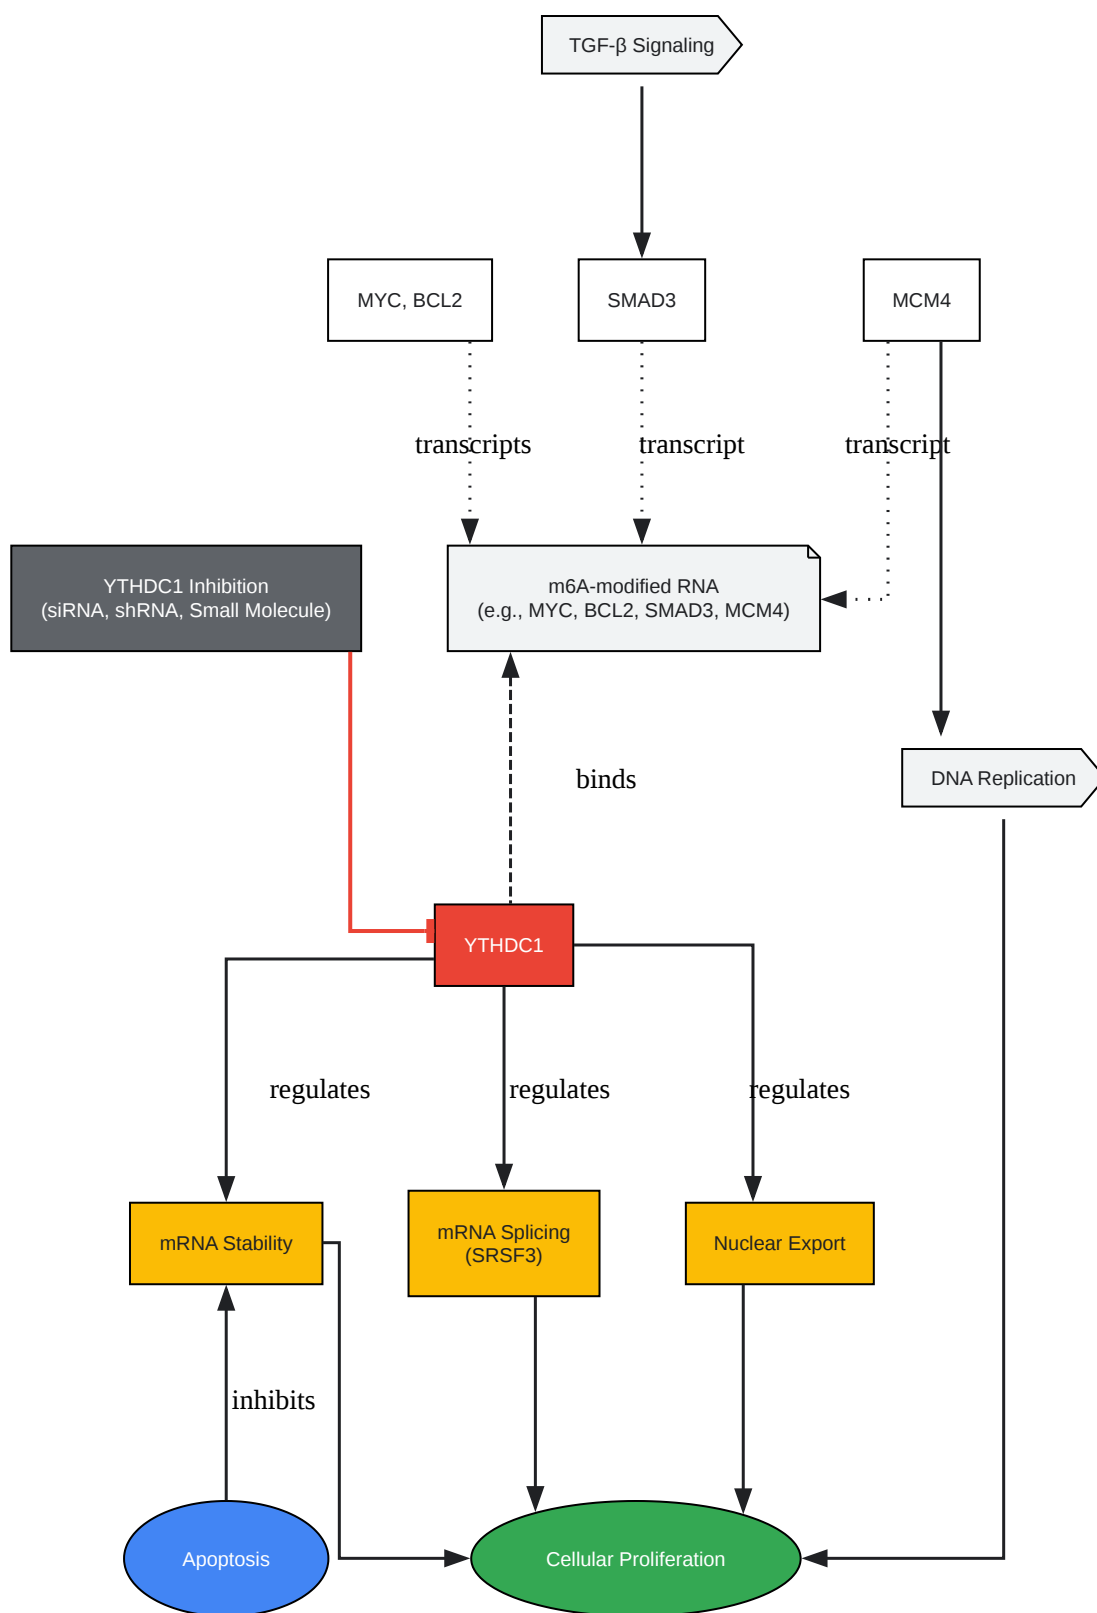 TGF-β Signaling
MYC, BCL2
SMAD3
MCM4
transcripts
transcript
transcript
YTHDC1 Inhibition
(siRNA, shRNA, Small Molecule)
m6A-modified RNA
(e.g., MYC, BCL2, SMAD3, MCM4)
binds
DNA Replication
YTHDC1
regulates
regulates
regulates
mRNA Stability
mRNA Splicing
(SRSF3)
Nuclear Export
inhibits
Apoptosis
Cellular Proliferation